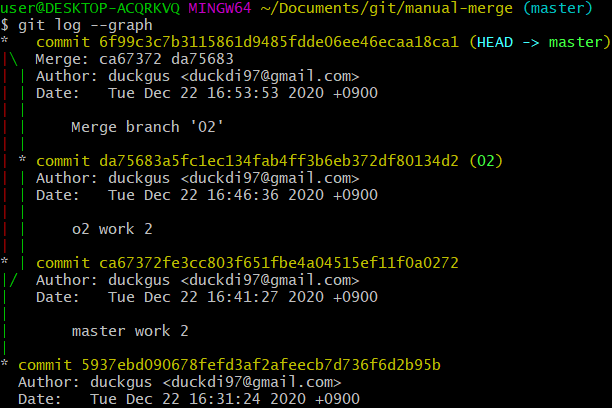 user@DESKTOP-ACQRKVQ MINGW64 ~/Documents/git/manual-merge (master)
$ git log --graph
*   commit 6f99c3c7b3115861d9485fdde06ee46ecaa18ca1 (HEAD -> master)
|\  Merge: ca67372 da75683
| | Author: duckgus <duckdi97@gmail.com>
| | Date:   Tue Dec 22 16:53:53 2020 +0900
| |
| |     Merge branch 'O2'
| |
| * commit da75683a5fc1ec134fab4ff3b6eb372df80134d2 (O2)
| | Author: duckgus <duckdi97@gmail.com>
| | Date:   Tue Dec 22 16:46:36 2020 +0900
| |
| |     o2 work 2
| |
* | commit ca67372fe3cc803f651fbe4a04515ef11f0a0272
|/  Author: duckgus <duckdi97@gmail.com>
|   Date:   Tue Dec 22 16:41:27 2020 +0900
|
|       master work 2
|
* commit 5937ebd090678fefd3af2afeecb7d736f6d2b95b
  Author: duckgus <duckdi97@gmail.com>
  Date:   Tue Dec 22 16:31:24 2020 +0900